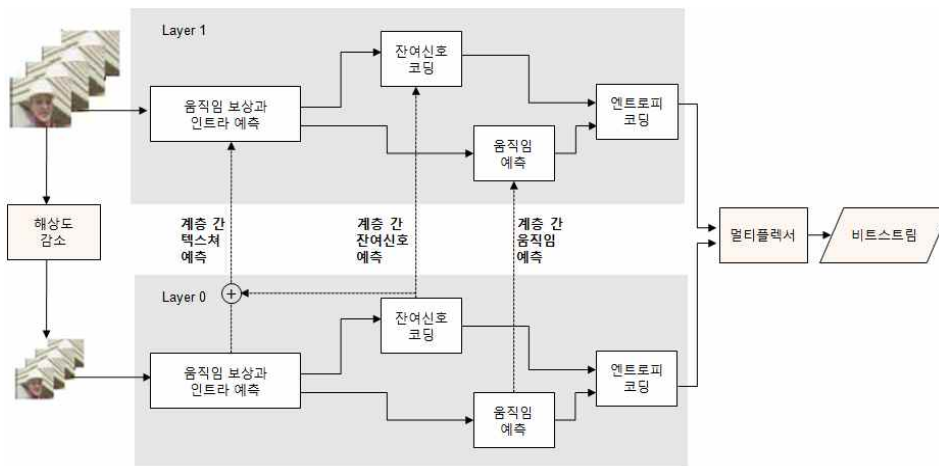 Layer 1
잔여신호
코딩
움직임 보상과
인트라 예측
엔트로피
코딩
움직임
예측
해상도
감소
계층 간
텍스쳐
예측
계층 간
잔여신호
예측
계층 간
움직임
예측
멀티플렉서
비트스트림
Layer 0
잔여신호
코딩
움직임 보상과
인트라 예측
엔트로피
코딩
움직임
예측